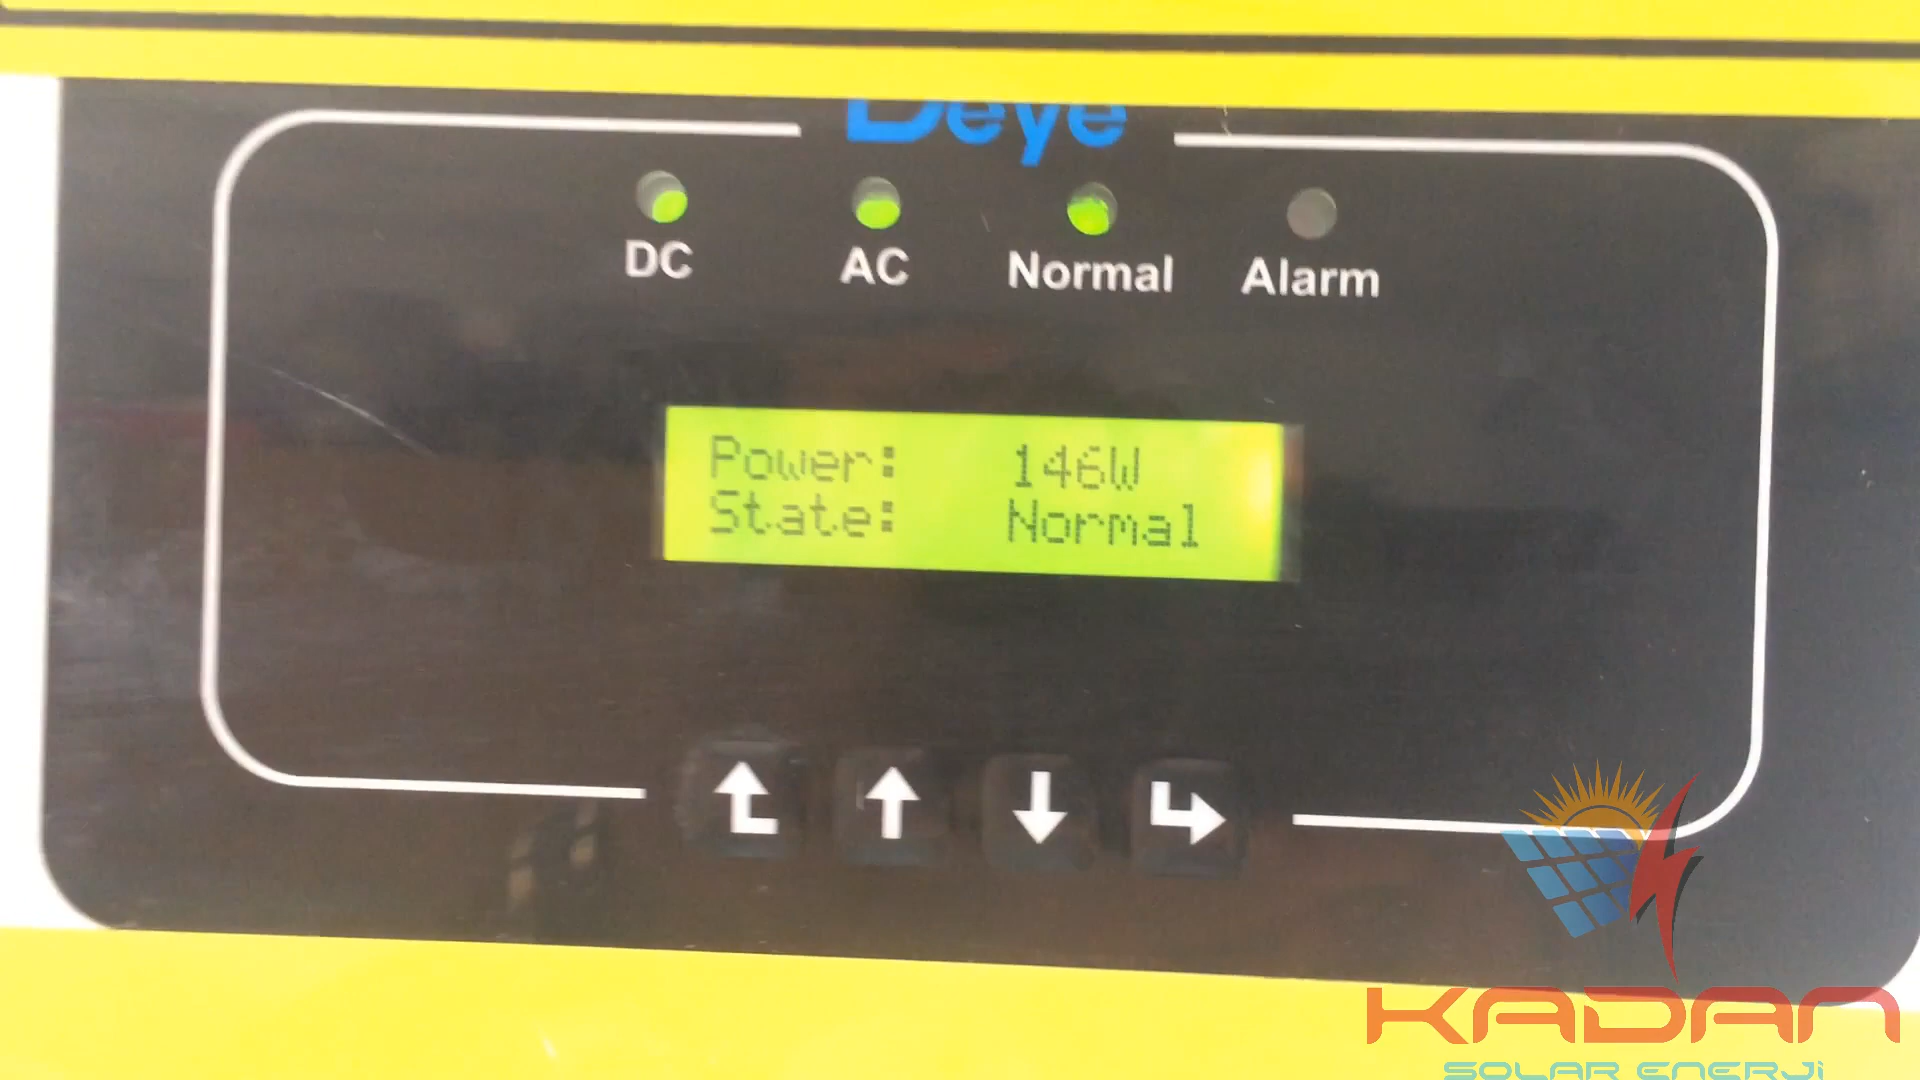 Deye
DC AC Normal Alarm
Power: 146W
State: Normal
KADAN
SOLAR ENERJİ